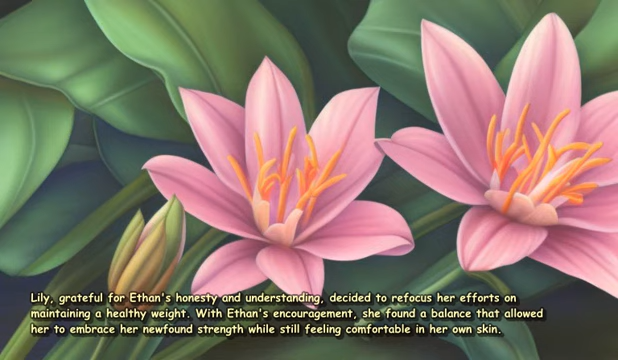 Lily, grateful for Ethan's honesty and understanding, decided to refocus her efforts on
maintaining a healthy weight. With Ethan's encouragement, she found a balance that allowed
her to embrace her newfound strength while still feeling comfortable in her own skin.